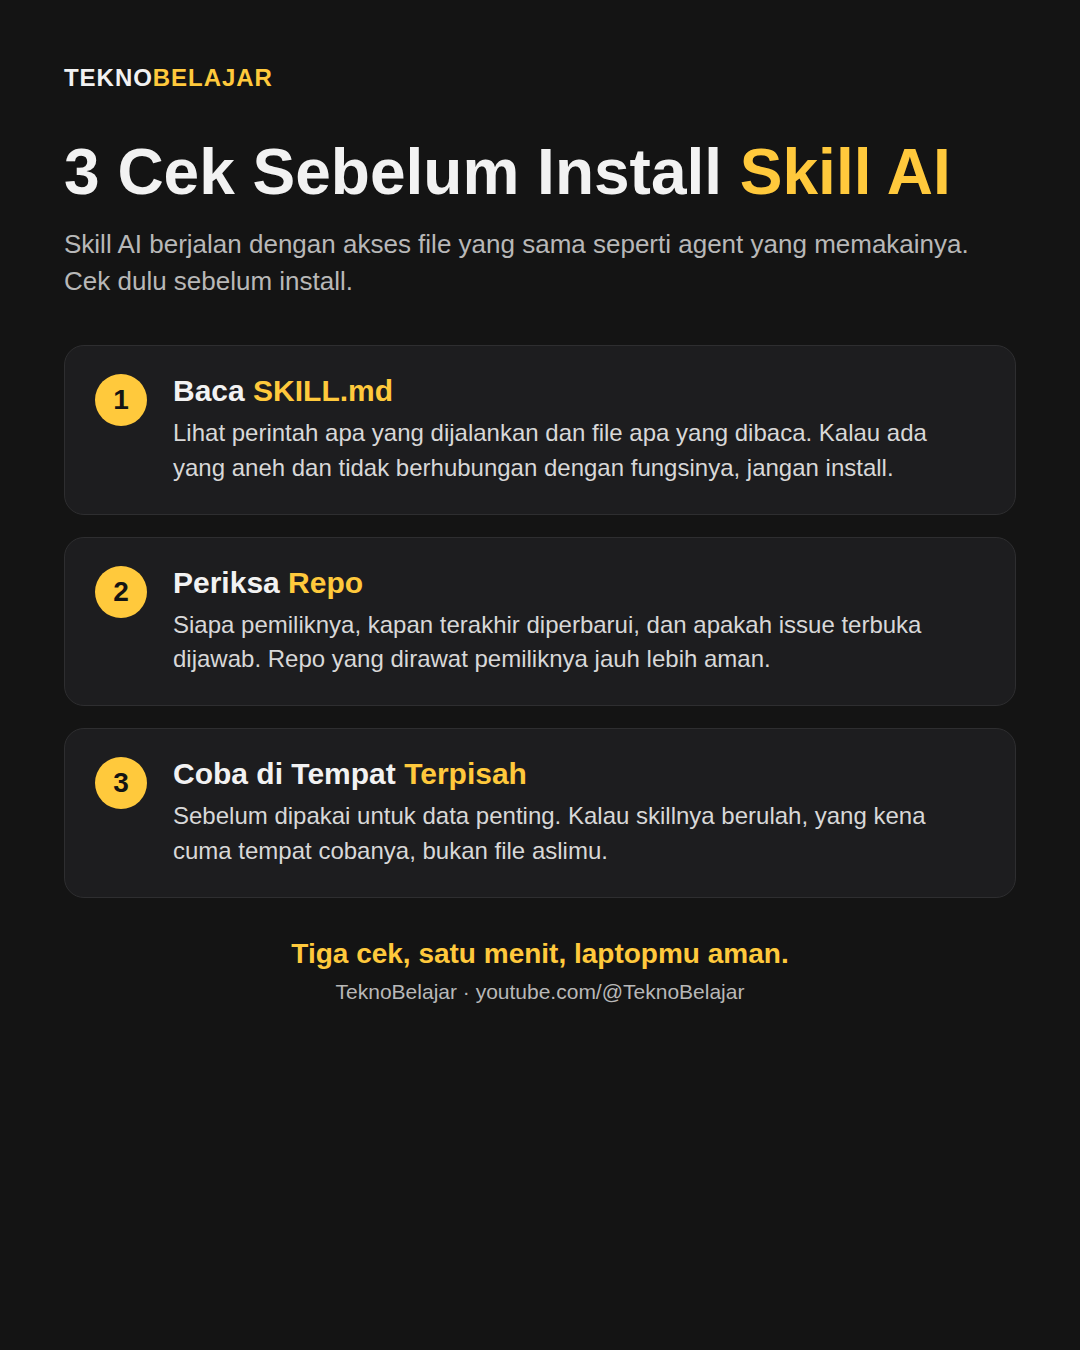 TEKNOBELAJAR
3 Cek Sebelum Install Skill AI
Skill AI berjalan dengan akses file yang sama seperti agent yang memakainya.
Cek dulu sebelum install.
1
Baca SKILL.md
Lihat perintah apa yang dijalankan dan file apa yang dibaca. Kalau ada
yang aneh dan tidak berhubungan dengan fungsinya, jangan install.
2
Periksa Repo
Siapa pemiliknya, kapan terakhir diperbarui, dan apakah issue terbuka
dijawab. Repo yang dirawat pemiliknya jauh lebih aman.
3
Coba di Tempat Terpisah
Sebelum dipakai untuk data penting. Kalau skillnya berulah, yang kena
cuma tempat cobanya, bukan file aslimu.
Tiga cek, satu menit, laptopmu aman.
TeknoBelajar · youtube.com/@TeknoBelajar